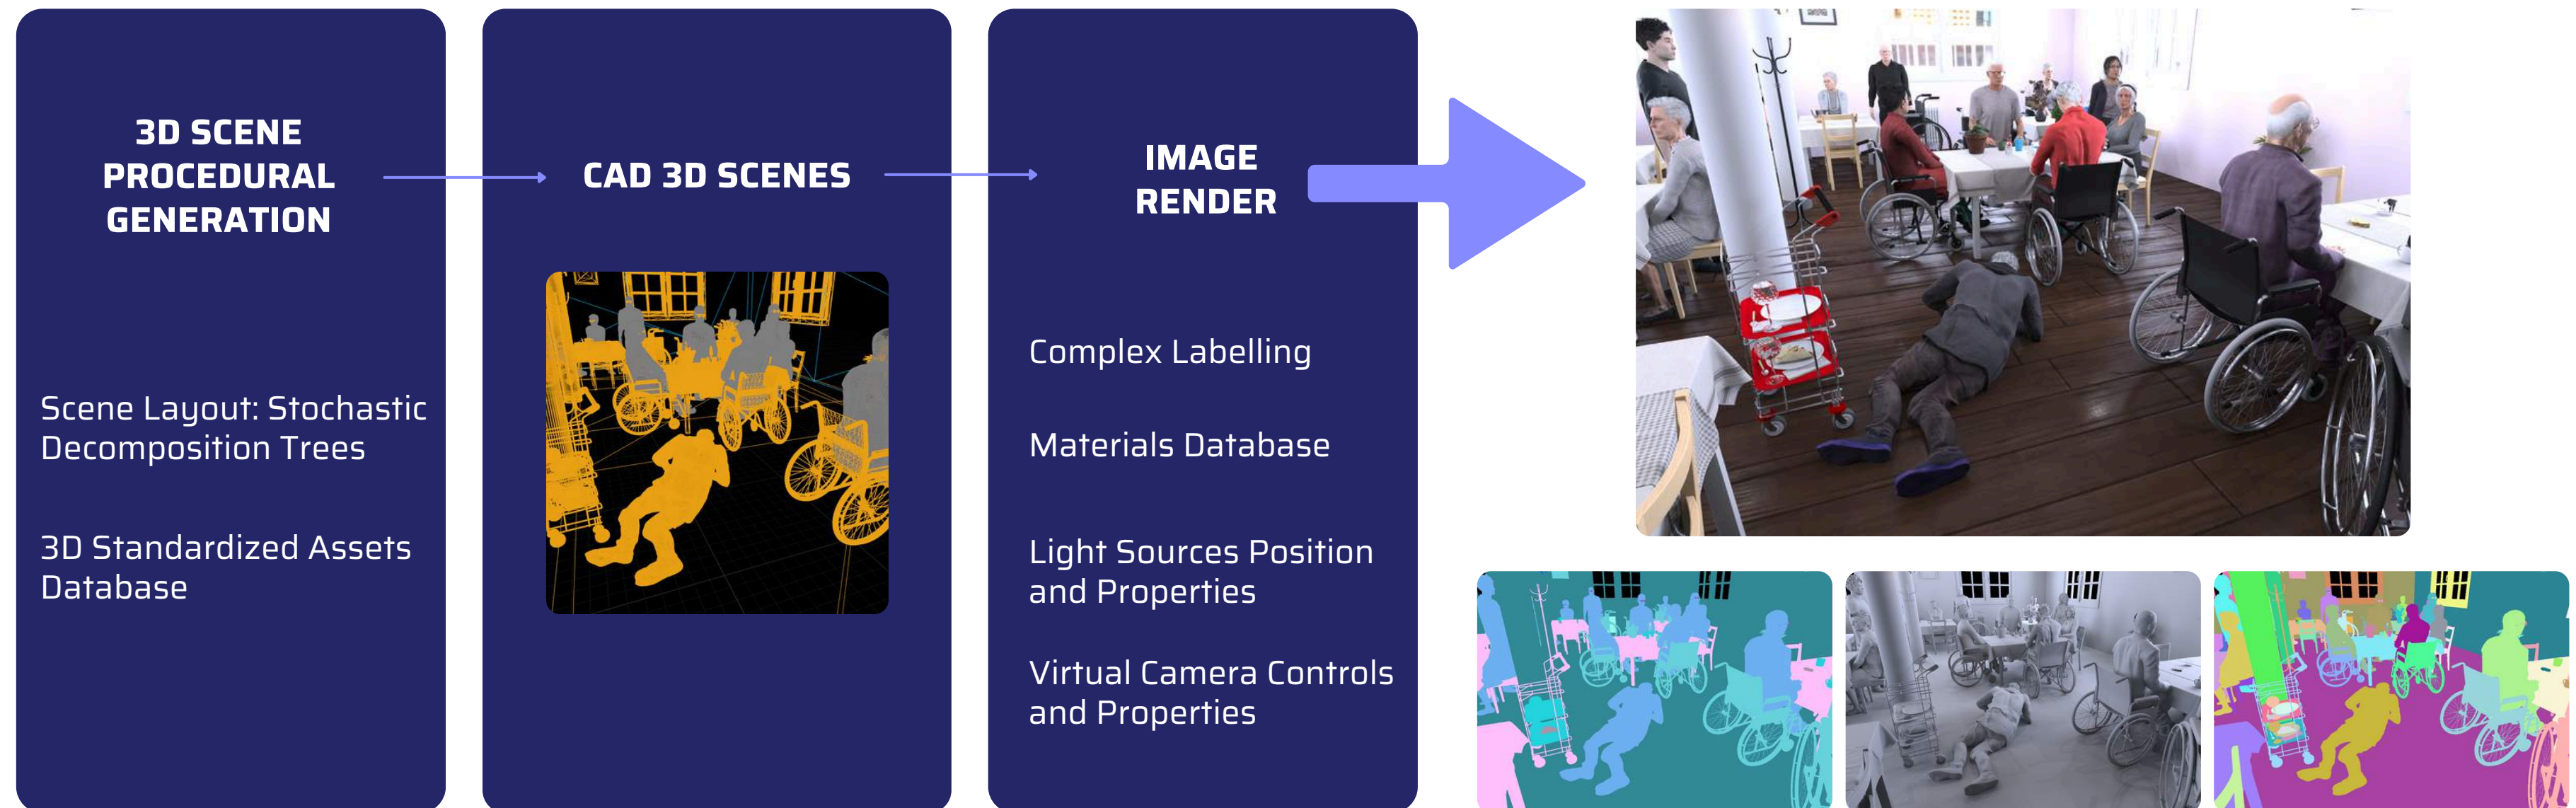 3D SCENE
PROCEDURAL
GENERATION
Scene Layout: Stochastic
Decomposition Trees
3D Standardized Assets
Database
CAD 3D SCENES
IMAGE
RENDER
Complex Labelling
Materials Database
Light Sources Position
and Properties
Virtual Camera Controls
and Properties